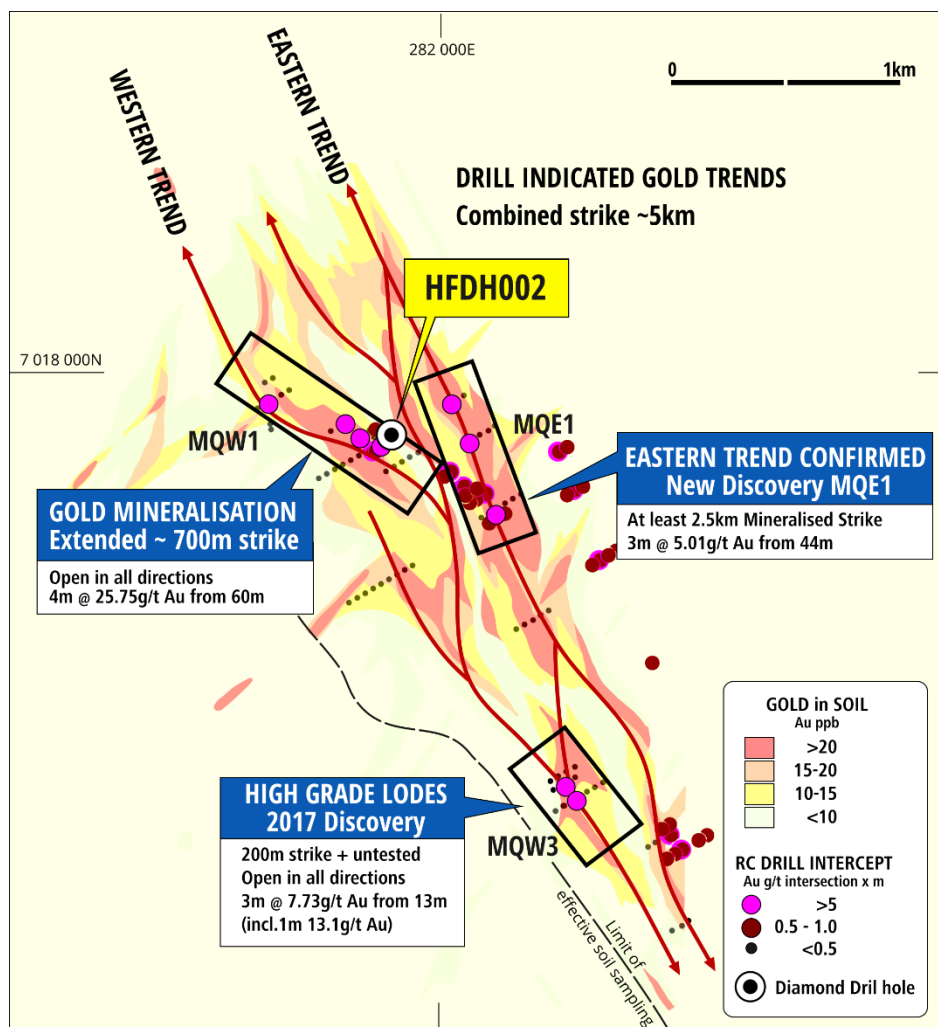 282 000E
0 1km
EASTERN TREND
WESTERN TREND
DRILL INDICATED GOLD TRENDS
Combined strike ~5km
HFDH002
7 018 000N
MQW1
MQE1
EASTERN TREND CONFIRMED
New Discovery MQE1
At least 2.5km Mineralised Strike
3m @ 5.01g/t Au from 44m
GOLD MINERALISATION
Extended ~ 700m strike
Open in all directions
4m @ 25.75g/t Au from 60m
HIGH GRADE LODES
2017 Discovery
200m strike + untested
Open in all directions
3m @ 7.73g/t Au from 13m
(incl.1m 13.1g/t Au)
MQW3
Limit of
effective soil sampling
GOLD in SOIL
Au ppb
>20
15-20
10-15
<10
RC DRILL INTERCEPT
Au g/t intersection x m
>5
0.5 - 1.0
<0.5
Diamond Dril hole